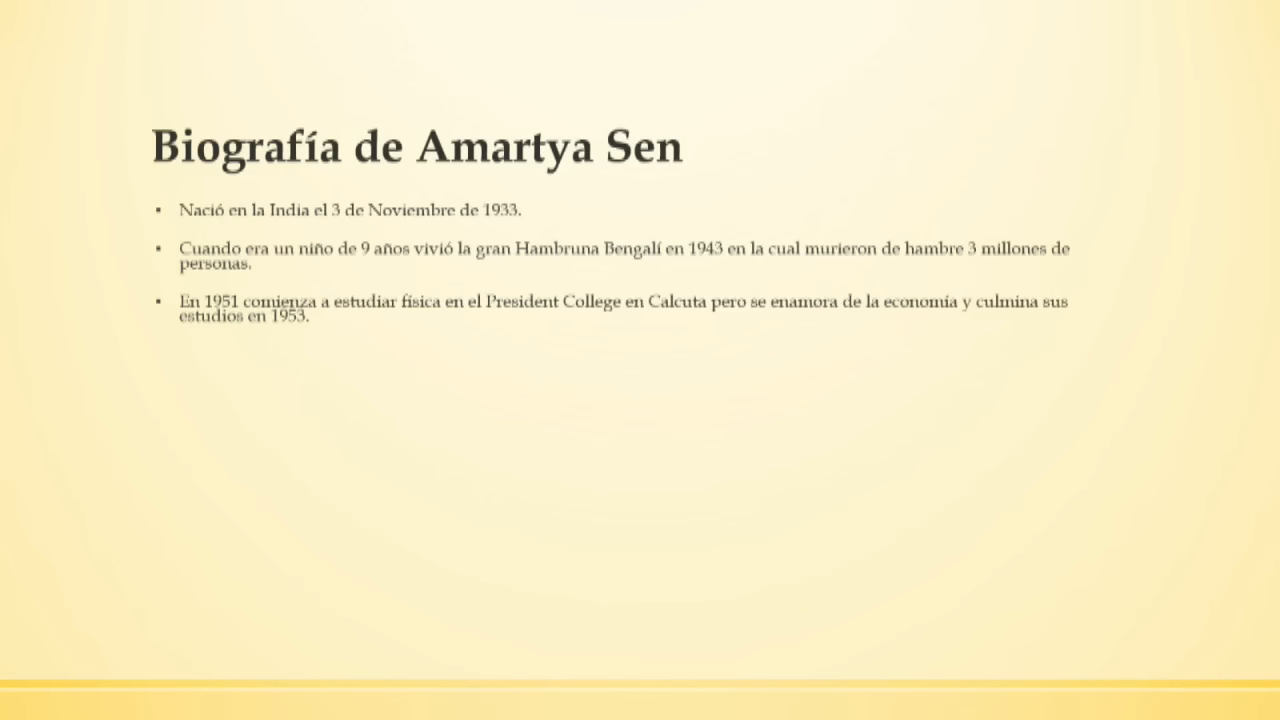 Biografía de Amartya Sen
▪ Nació en la India el 3 de Noviembre de 1933.
▪ Cuando era un niño de 9 años vivió la gran Hambruna Bengalí en 1943 en la cual murieron de hambre 3 millones de
personas.
▪ En 1951 comienza a estudiar física en el President College en Calcuta pero se enamora de la economía y culmina sus
estudios en 1953.